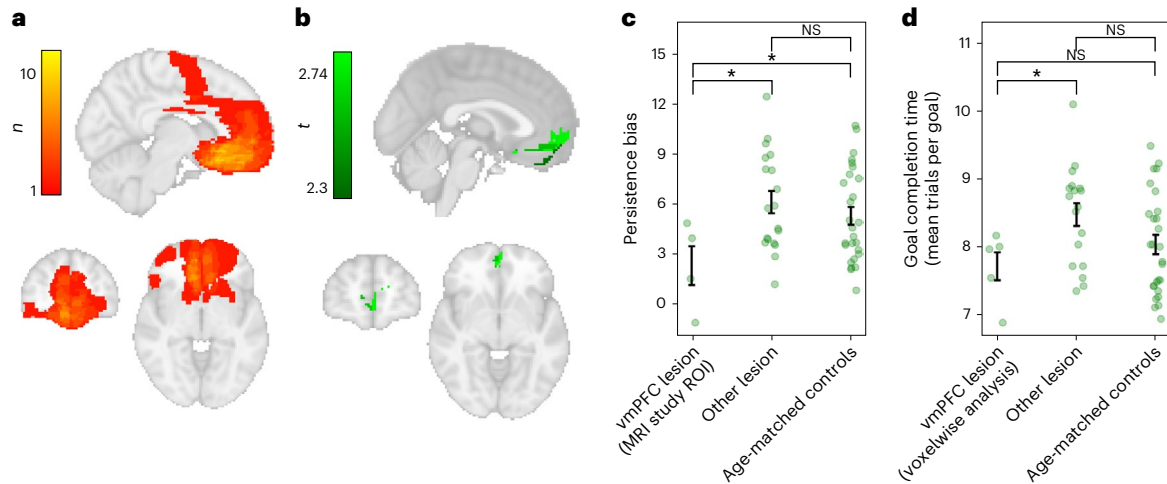 a
10
n
1
b
2.74
t
2.3
c
Persistence bias
15
12
9
6
3
0
NS
*
*
vmPFC lesion
(MRI study ROI)
Other lesion
Age-matched controls
d
Goal completion time
(mean trials per goal)
11
10
9
8
7
NS
NS
*
vmPFC lesion
(voxelwise analysis)
Other lesion
Age-matched controls